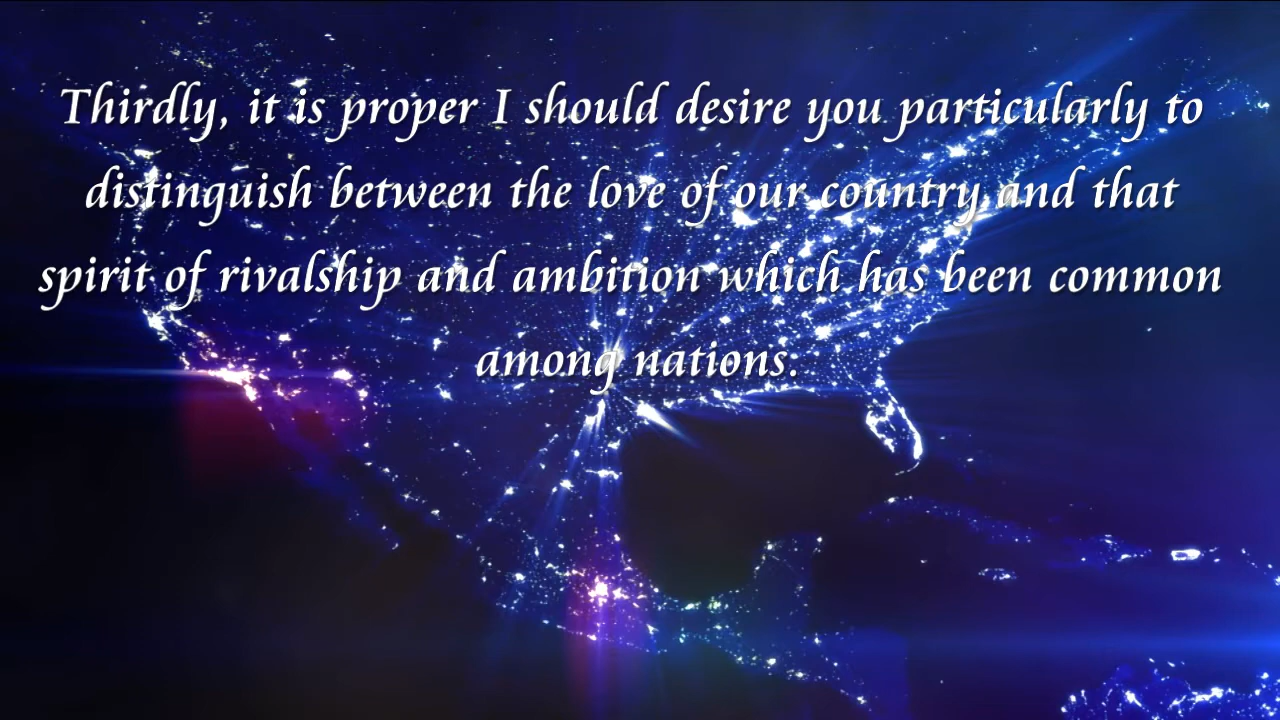 Thirdly, it is proper I should desire you particularly to
distinguish between the love of our country and that
spirit of rivalship and ambition which has been common
among nations.